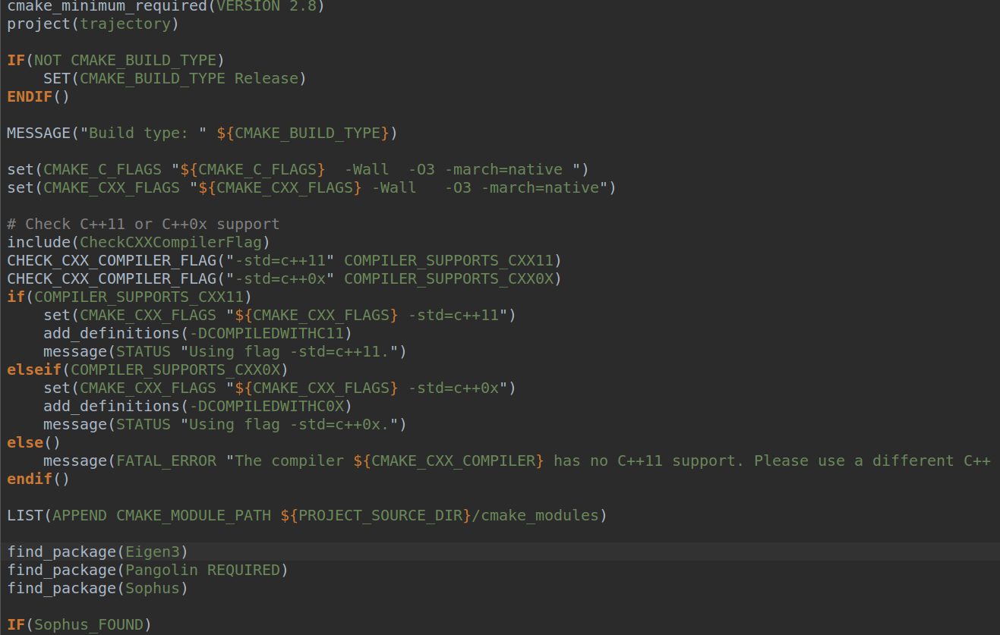 cmake_minimum_required(VERSION 2.8)
project(trajectory)
IF(NOT CMAKE_BUILD_TYPE)
    SET(CMAKE_BUILD_TYPE Release)
ENDIF()
MESSAGE("Build type: " ${CMAKE_BUILD_TYPE})
set(CMAKE_C_FLAGS "${CMAKE_C_FLAGS}  -Wall  -O3 -march=native ")
set(CMAKE_CXX_FLAGS "${CMAKE_CXX_FLAGS} -Wall   -O3 -march=native")
# Check C++11 or C++0x support
include(CheckCXXCompilerFlag)
CHECK_CXX_COMPILER_FLAG("-std=c++11" COMPILER_SUPPORTS_CXX11)
CHECK_CXX_COMPILER_FLAG("-std=c++0x" COMPILER_SUPPORTS_CXX0X)
if(COMPILER_SUPPORTS_CXX11)
    set(CMAKE_CXX_FLAGS "${CMAKE_CXX_FLAGS} -std=c++11")
    add_definitions(-DCOMPILEDWITHC11)
    message(STATUS "Using flag -std=c++11.")
elseif(COMPILER_SUPPORTS_CXX0X)
    set(CMAKE_CXX_FLAGS "${CMAKE_CXX_FLAGS} -std=c++0x")
    add_definitions(-DCOMPILEDWITHC0X)
    message(STATUS "Using flag -std=c++0x.")
else()
    message(FATAL_ERROR "The compiler ${CMAKE_CXX_COMPILER} has no C++11 support. Please use a different C++
endif()
LIST(APPEND CMAKE_MODULE_PATH ${PROJECT_SOURCE_DIR}/cmake_modules)
find_package(Eigen3)
find_package(Pangolin REQUIRED)
find_package(Sophus)
IF(Sophus_FOUND)